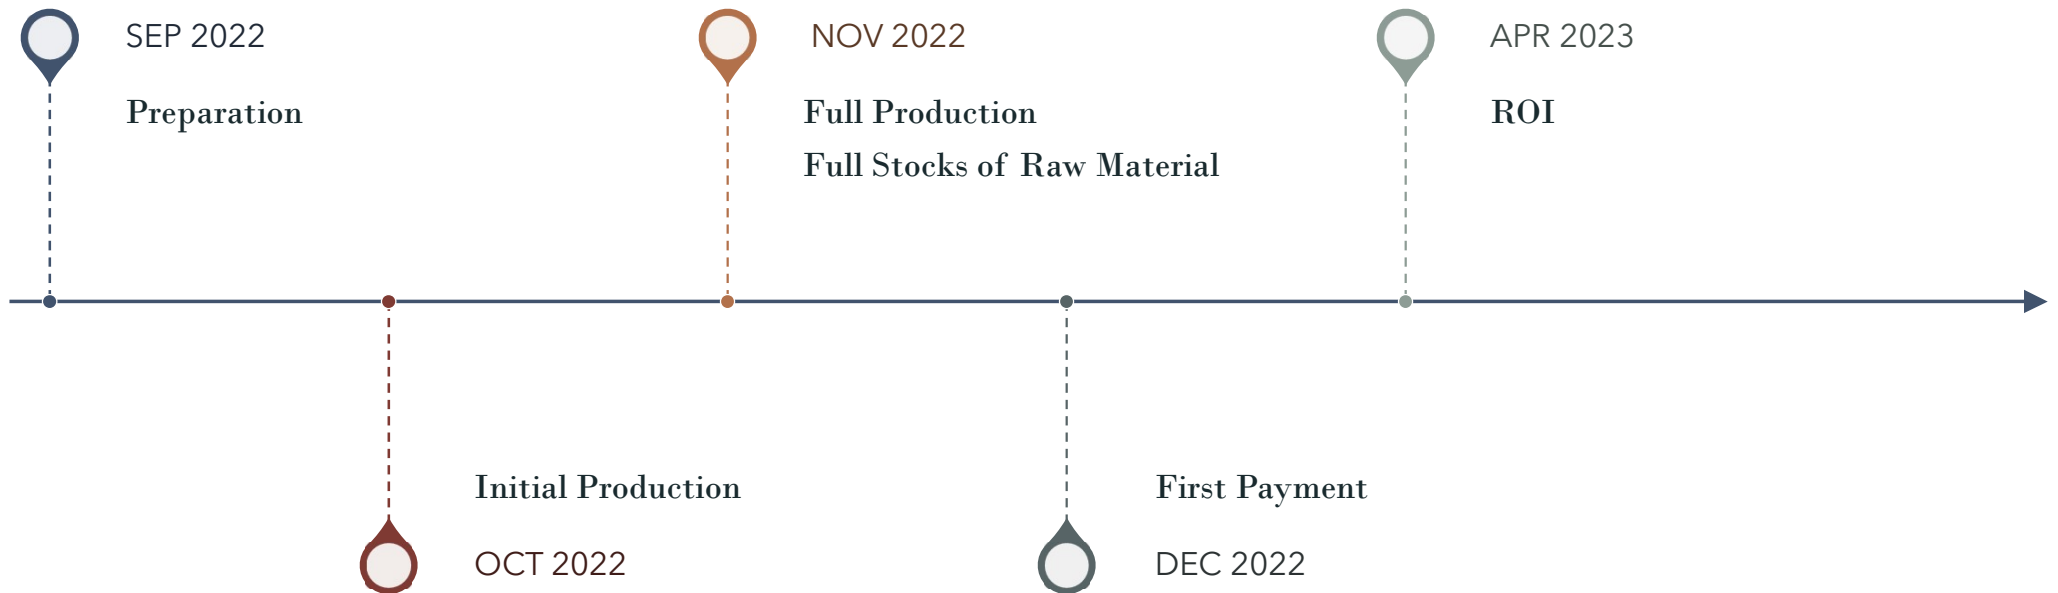 SEP 2022
Preparation
Initial Production
OCT 2022
NOV 2022
Full Production
Full Stocks of Raw Material
First Payment
DEC 2022
APR 2023
ROI